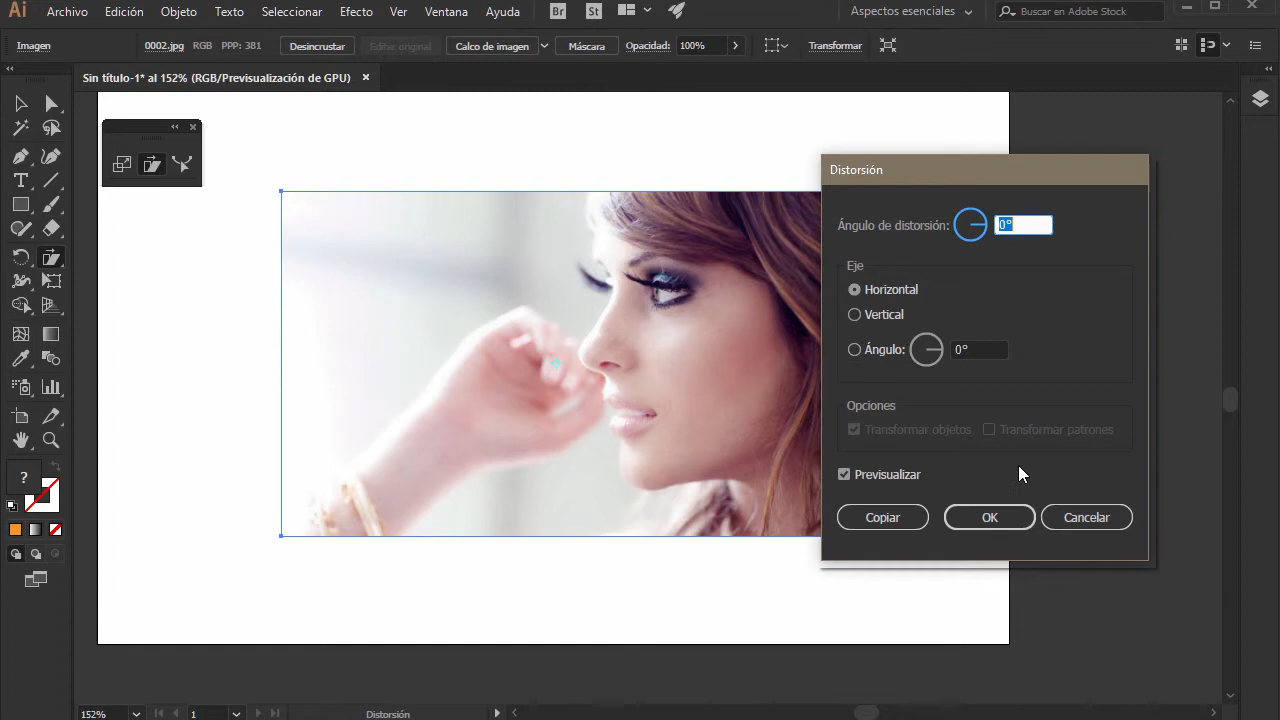 Ai Archivo Edición Objeto Texto Seleccionar Efecto Ver Ventana Ayuda Br St Aspectos esenciales Buscar en Adobe Stock
Imagen 0002.jpg RGB PPP: 381 Desincrustar Editar original Calco de imagen Máscara Opacidad: 100% Transformar
Sin título-1* al 152% (RGB/Previsualización de GPU)
Distorsión
Ángulo de distorsión: 0°
Eje
Horizontal
Vertical
Ángulo: 0°
Opciones
Transformar objetos Transformar patrones
?
Previsualizar
Copiar OK Cancelar
152% 1 Distorsión